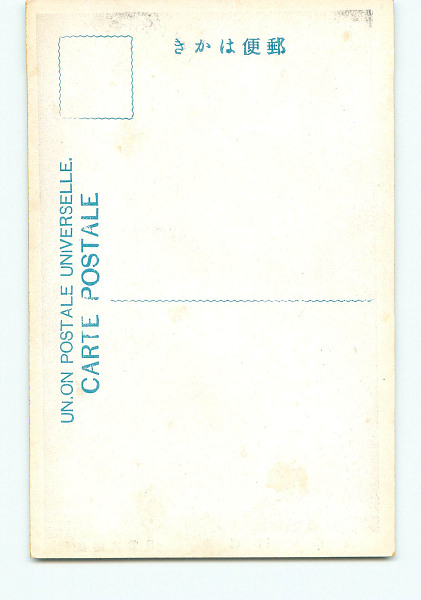 郵便はかき
UN.ON POSTALE UNIVERSELLE.
CARTE POSTALE